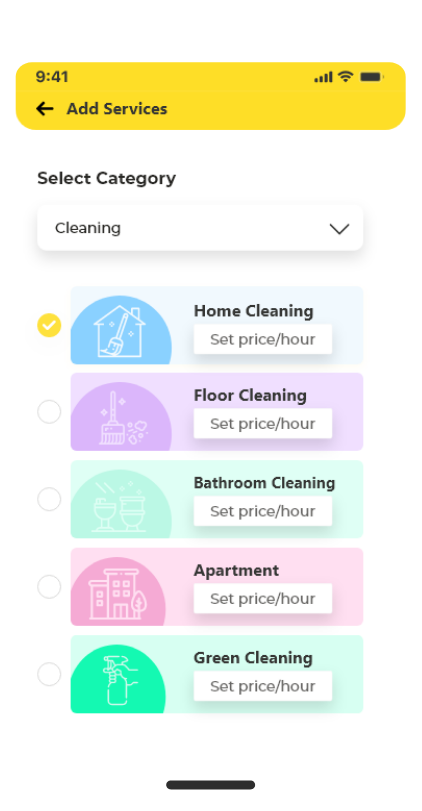 9:41
Add Services
Select Category
Cleaning
Home Cleaning
Set price/hour
Floor Cleaning
Set price/hour
Bathroom Cleaning
Set price/hour
Apartment
Set price/hour
Green Cleaning
Set price/hour